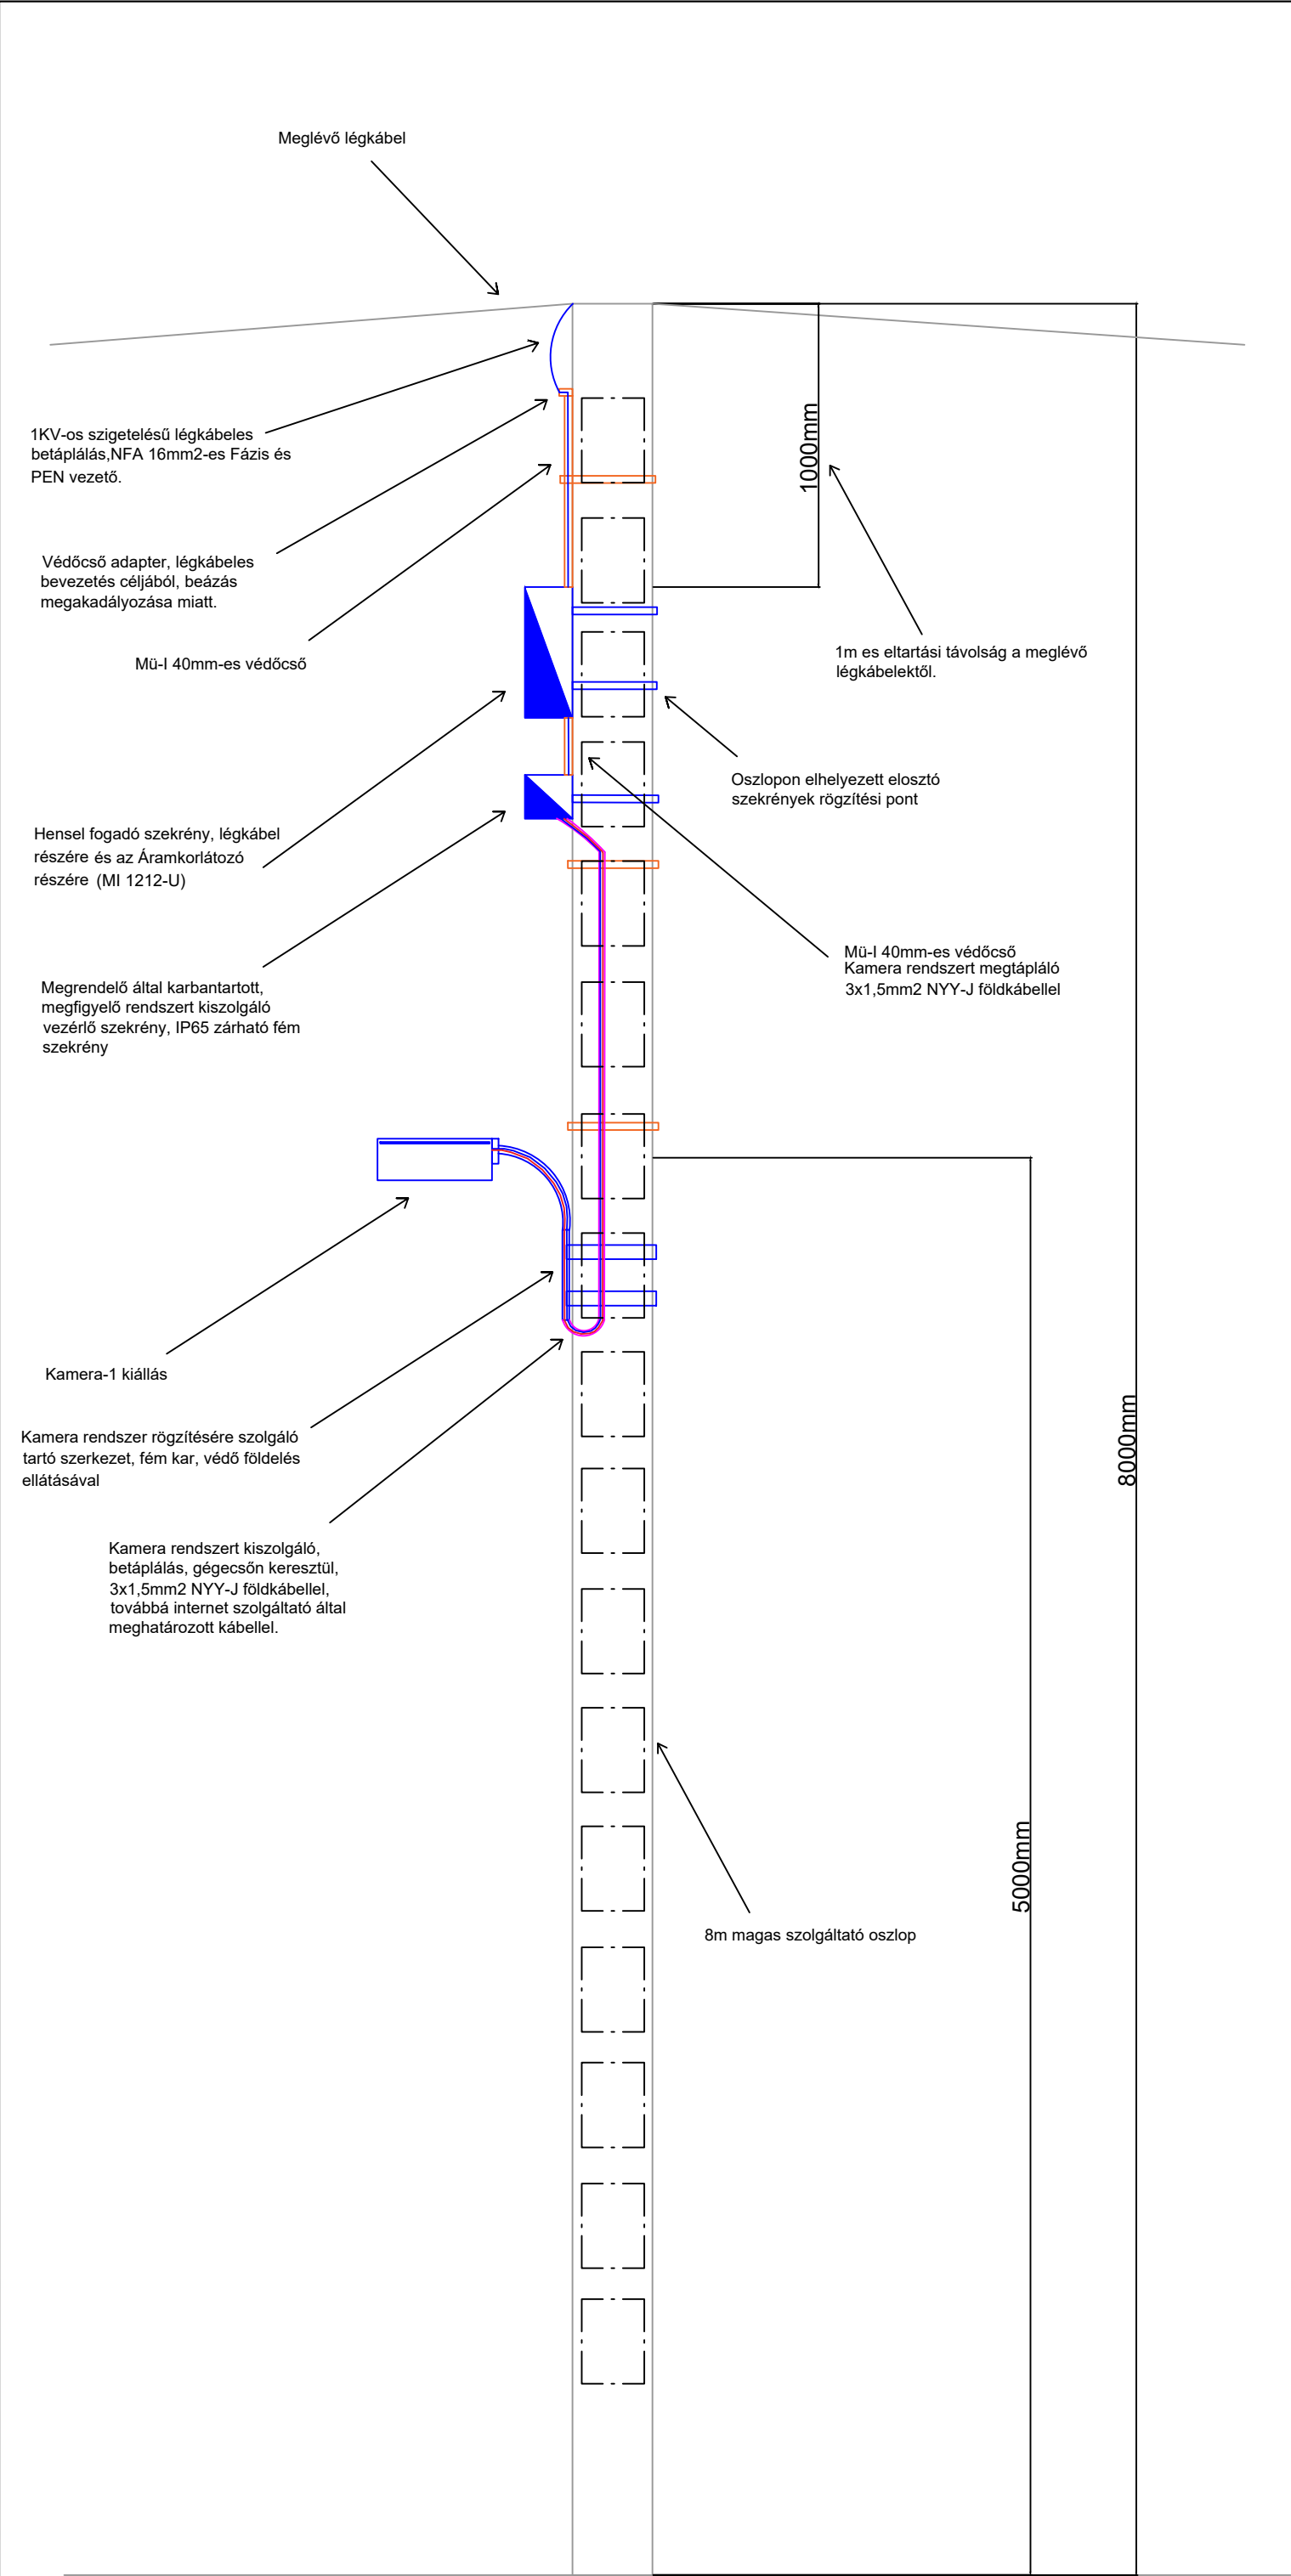 Meglévő légkábel
1KV-os szigetelésű légkábeles
betáplálás,NFA 16mm2-es Fázis és
PEN vezető.
1000mm
Védőcső adapter, légkábeles
bevezetés céljából, beázás
megakadályozása miatt.
Mü-I 40mm-es védőcső
1m es eltartási távolság a meglévő
légkábelektől.
Oszlopon elhelyezett elosztó
szekrények rögzítési pont
Hensel fogadó szekrény, légkábel
részére és az Áramkorlátozó
részére (MI 1212-U)
Mü-I 40mm-es védőcső
Kamera rendszert megtápláló
3x1,5mm2 NYY-J földkábellel
Megrendelő által karbantartott,
megfigyelő rendszert kiszolgáló
vezérlő szekrény, IP65 zárható fém
szekrény
Kamera-1 kiállás
8000mm
Kamera rendszer rögzítésére szolgáló
tartó szerkezet, fém kar, védő földelés
ellátásával
Kamera rendszert kiszolgáló,
betáplálás, gégecsőn keresztül,
3x1,5mm2 NYY-J földkábellel,
továbbá internet szolgáltató által
meghatározott kábellel.
5000mm
8m magas szolgáltató oszlop